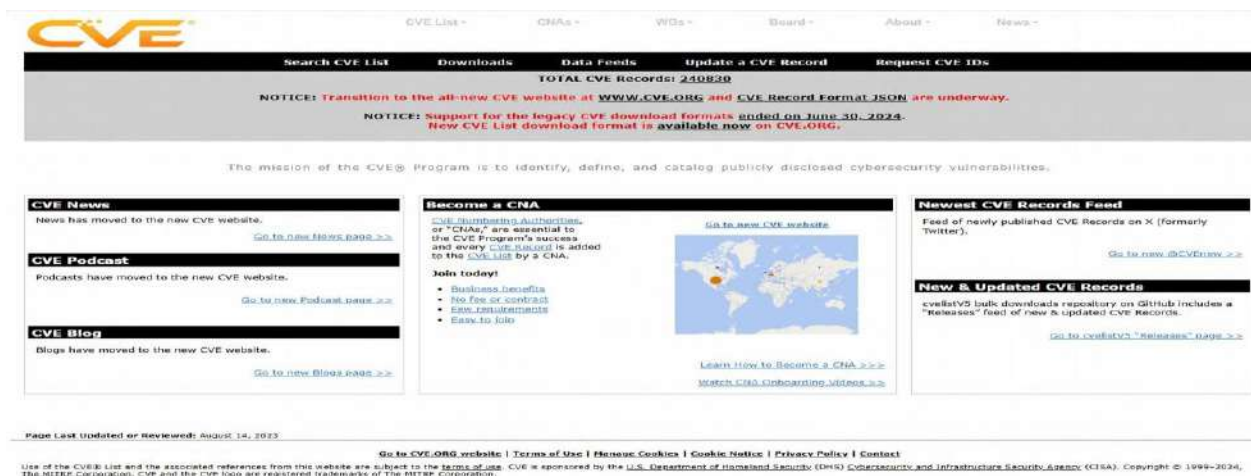 CVE
CVE List CNAs WGs Board About News
Search CVE List Downloads Data Feeds Update a CVE Record Request CVE IDs
TOTAL CVE Records: 240830
NOTICE: Transition to the all-new CVE website at WWW.CVE.ORG and CVE Record Format JSON are underway.
NOTICE: Support for the legacy CVE download formats ended on June 30, 2024.
New CVE List download format is available now on CVE.ORG.
The mission of the CVE® Program is to identify, define, and catalog publicly disclosed cybersecurity vulnerabilities.
CVE News
News has moved to the new CVE website.
Go to new News page >>
CVE Podcast
Podcasts have moved to the new CVE website.
Go to new Podcast page >>
CVE Blog
Blogs have moved to the new CVE website.
Go to new Blogs page >>
Become a CNA
CVE Numbering Authorities,
or "CNAs," are essential to
the CVE Program's success
and every CVE Record is added
to the CVE List by a CNA.
Join today!
• Business benefits
• No fee or contract
• Few requirements
• Easy to join
Go to new CVE website
Learn How to Become a CNA >>>
Watch CNA Onboarding Videos >>
Newest CVE Records Feed
Feed of newly published CVE Records on X (formerly
Twitter).
Go to new @CVEnew >>
New & Updated CVE Records
cvelistV5 bulk downloads repository on GitHub includes a
"Releases" feed of new & updated CVE Records.
Go to cvelistV5 "Releases" page >>
Page Last Updated or Reviewed: August 14, 2023
Go to CVE.ORG website | Terms of Use | Manage Cookies | Cookie Notice | Privacy Policy | Contact
Use of the CVE® List and the associated references from this website are subject to the terms of use. CVE is sponsored by the U.S. Department of Homeland Security (DHS) Cybersecurity and Infrastructure Security Agency (CISA). Copyright © 1999–2024,
The MITRE Corporation. CVE and the CVE logo are registered trademarks of The MITRE Corporation.